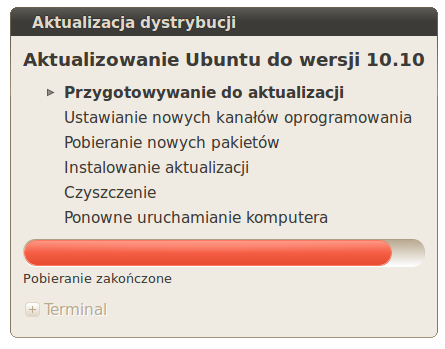 Aktualizacja dystrybucji
Aktualizowanie Ubuntu do wersji 10.10
Przygotowywanie do aktualizacji
Ustawianie nowych kanałów oprogramowania
Pobieranie nowych pakietów
Instalowanie aktualizacji
Czyszczenie
Ponowne uruchamianie komputera
Pobieranie zakończone
Terminal